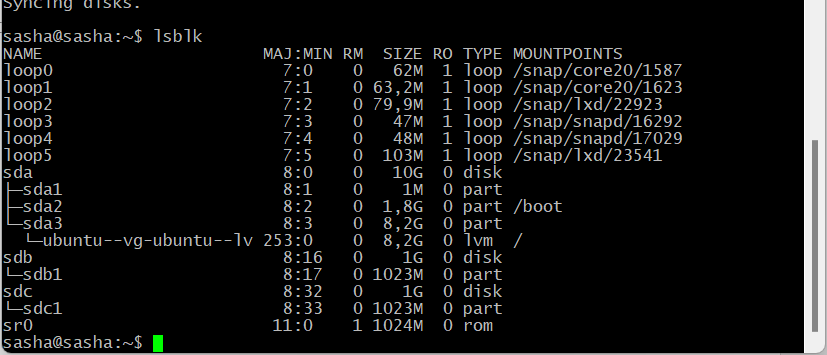 Syncing disks.
sasha@sasha:~$ lsblk
NAME                      MAJ:MIN RM  SIZE RO TYPE MOUNTPOINTS
loop0                       7:0    0   62M  1 loop /snap/core20/1587
loop1                       7:1    0 63,2M  1 loop /snap/core20/1623
loop2                       7:2    0 79,9M  1 loop /snap/lxd/22923
loop3                       7:3    0   47M  1 loop /snap/snapd/16292
loop4                       7:4    0   48M  1 loop /snap/snapd/17029
loop5                       7:5    0  103M  1 loop /snap/lxd/23541
sda                         8:0    0   10G  0 disk
├─sda1                      8:1    0    1M  0 part
├─sda2                      8:2    0  1,8G  0 part /boot
└─sda3                      8:3    0  8,2G  0 part
  └─ubuntu--vg-ubuntu--lv 253:0    0  8,2G  0 lvm  /
sdb                         8:16   0    1G  0 disk
└─sdb1                      8:17   0 1023M  0 part
sdc                         8:32   0    1G  0 disk
└─sdc1                      8:33   0 1023M  0 part
sr0                        11:0    1 1024M  0 rom
sasha@sasha:~$